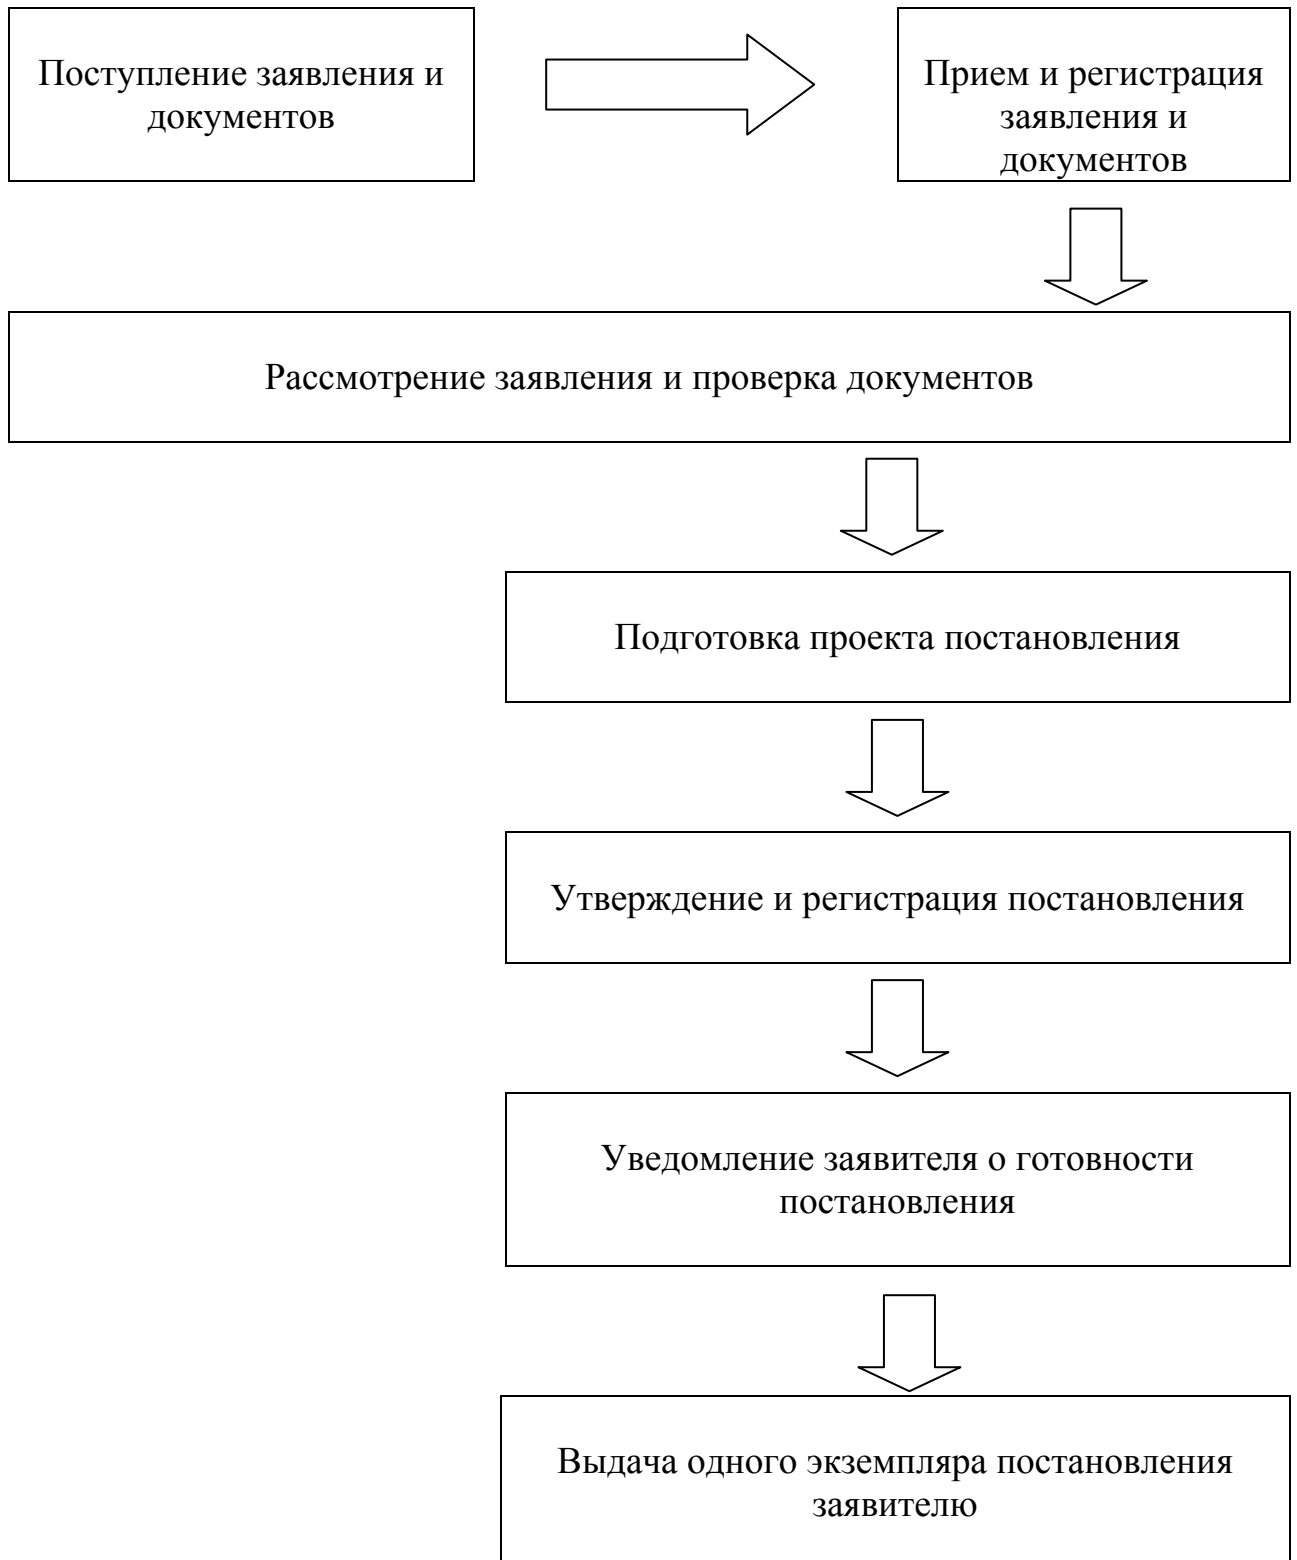 Поступление заявления и
документов
Прием и регистрация
заявления и
документов
Рассмотрение заявления и проверка документов
Подготовка проекта постановления
Утверждение и регистрация постановления
Уведомление заявителя о готовности
постановления
Выдача одного экземпляра постановления
заявителю